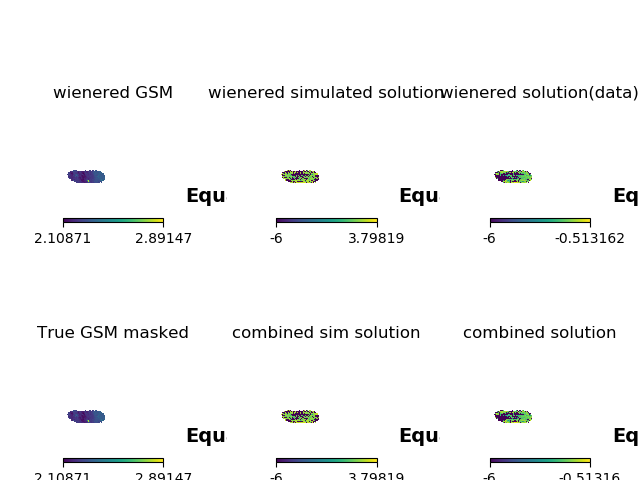 wienered GSM
wienered simulated solution
wienered solution(data)
Equ
Equ
Eq
2.10871 2.89147
-6 3.79819
-6 -0.513162
True GSM masked
combined sim solution
combined solution
Equ
Equ
Eq
2.10871 2.89147
-6 3.79819
-6 -0.51316